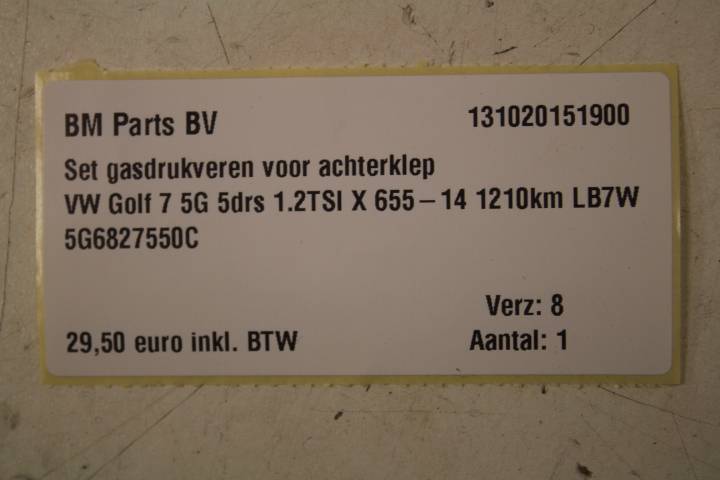 BM Parts BV 131020151900
Set gasdrukveren voor achterklep
VW Golf 7 5G 5drs 1.2TSI X 655 – 14 1210km LB7W
5G6827550C
Verz: 8
29,50 euro inkl. BTW Aantal: 1